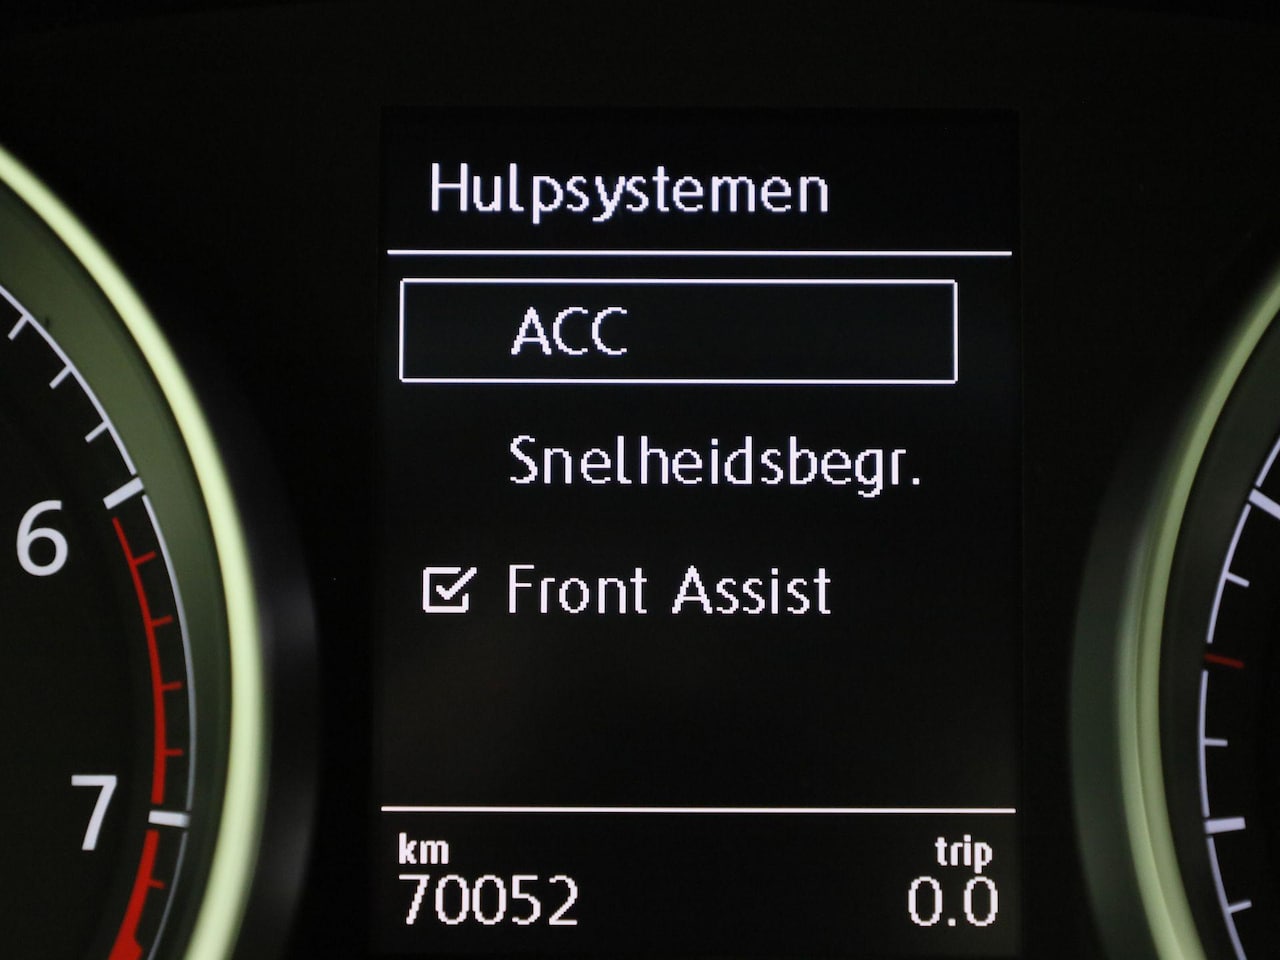 Hulpsystemen
ACC
Snelheidsbegr.
Front Assist
6
7
km
trip
70052
0.0